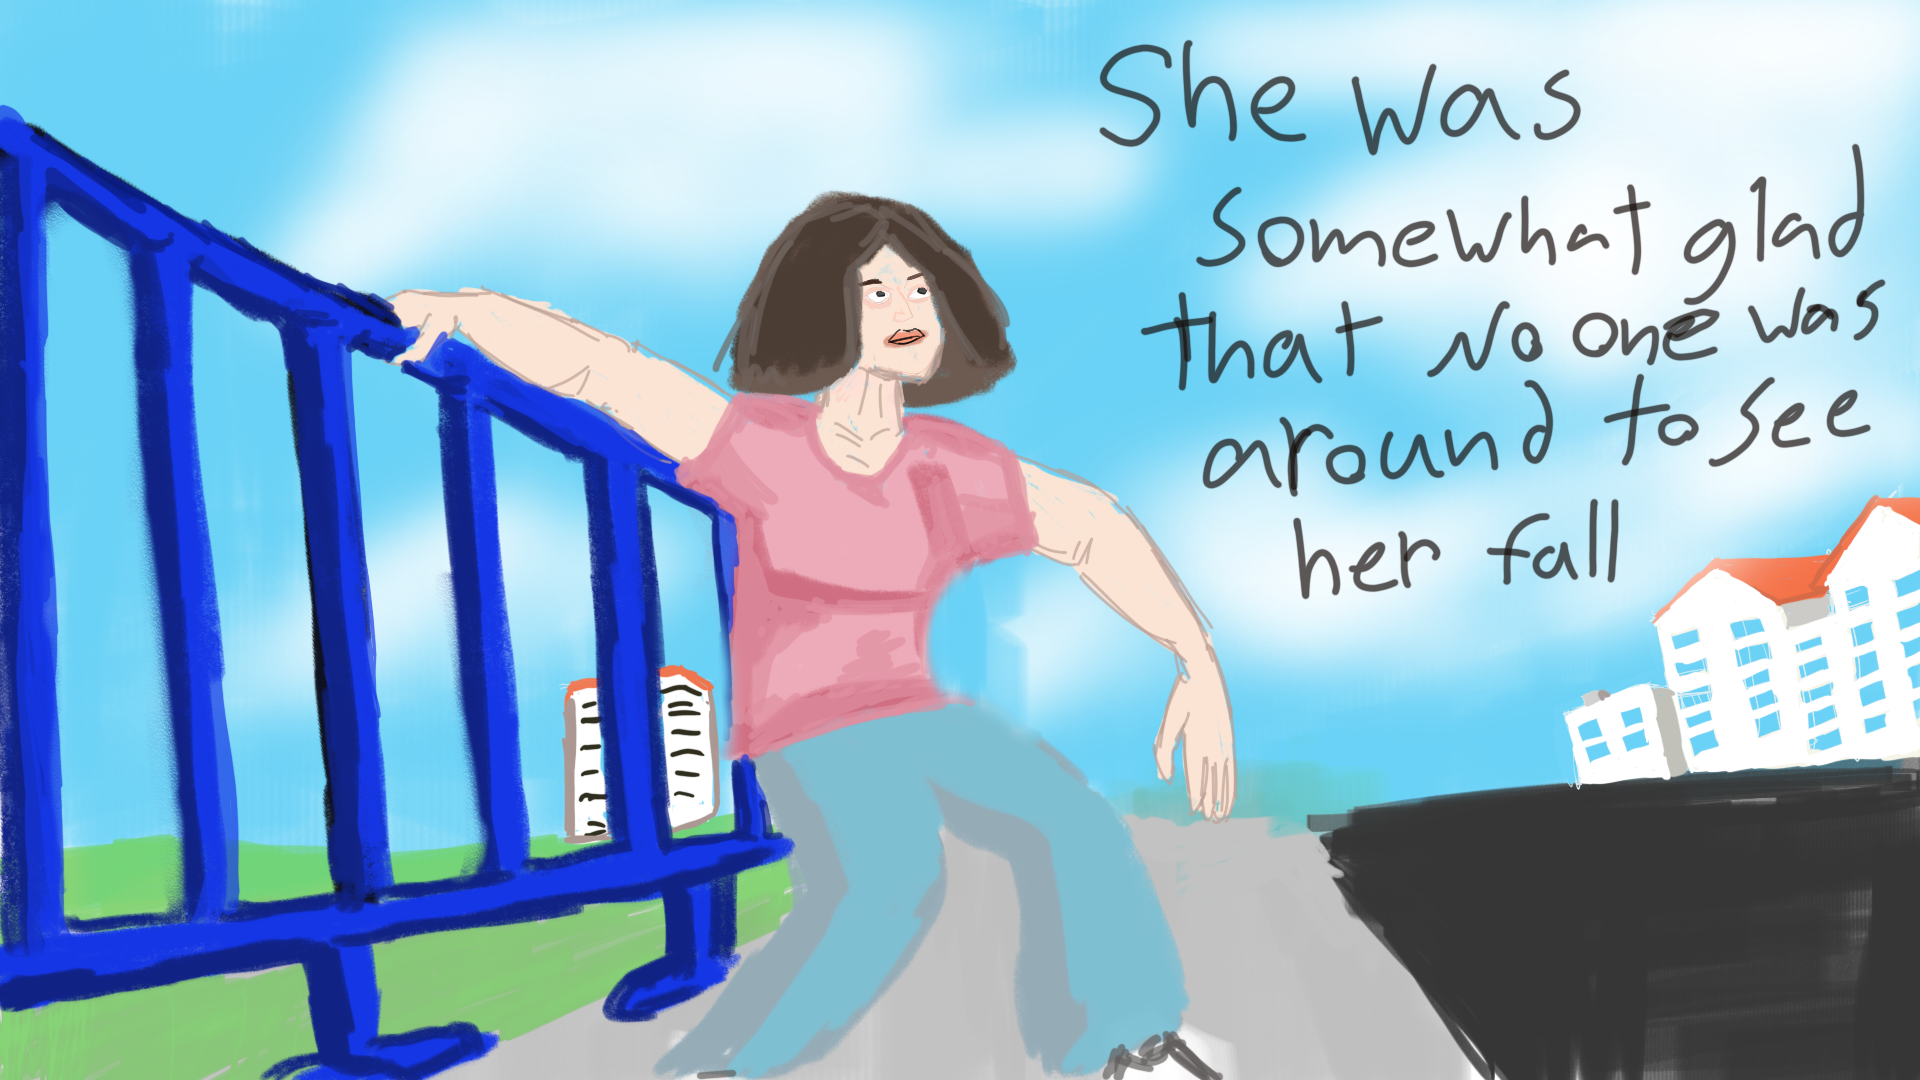 She was
somewhat glad
that no one was
around to see
her fall